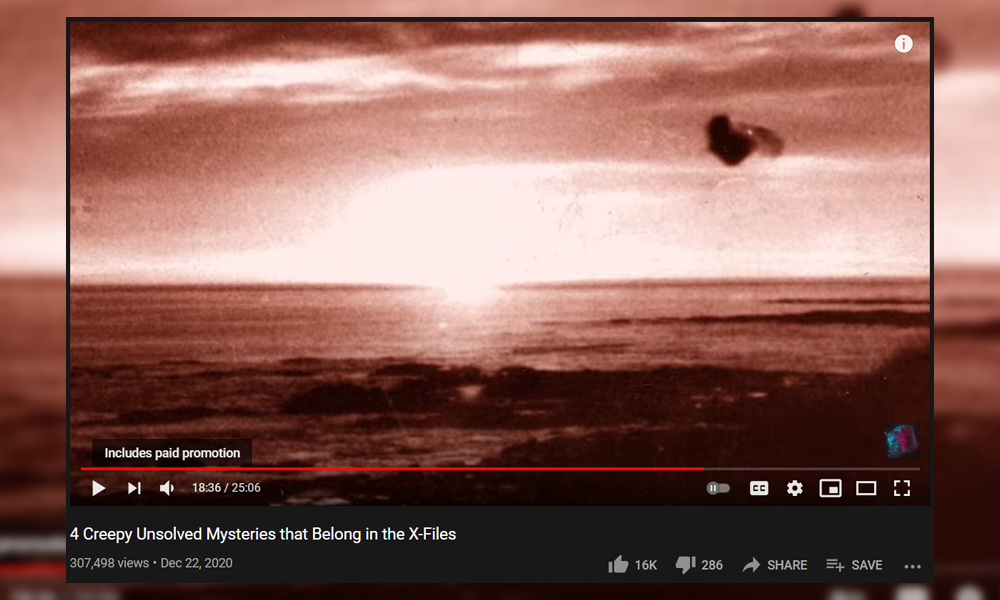 Includes paid promotion
18:36 / 25:06
CC
4 Creepy Unsolved Mysteries that Belong in the X-Files
307,498 views • Dec 22, 2020
16K
286
SHARE
SAVE